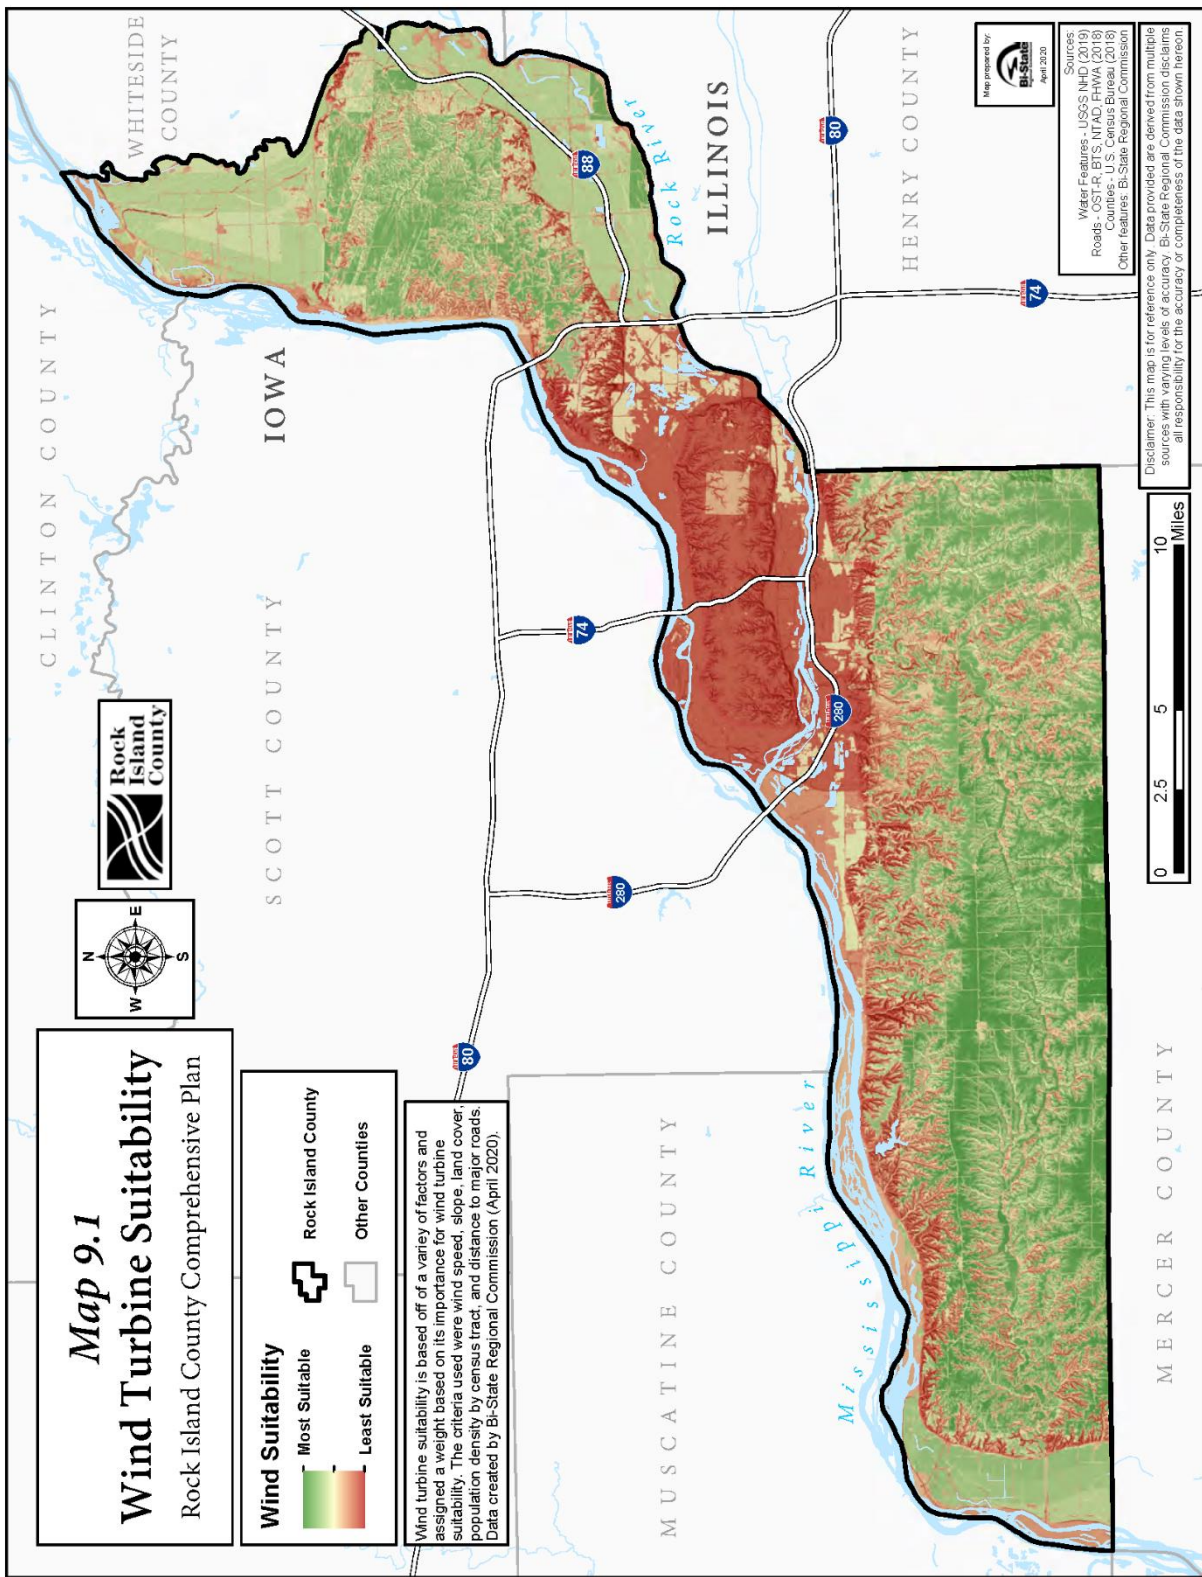 Map 9.1
Wind Turbine Suitability
Rock Island County Comprehensive Plan
N
W
E
S
Rock
Island
County
Wind Suitability
Most Suitable
Least Suitable
Rock Island County
Other Counties
Wind turbine suitability is based off of a variey of factors and
assigned a weight based on its importance for wind turbine
suitability. The criteria used were wind speed, slope, land cover,
population density by census tract, and distance to major roads.
Data created by Bi-State Regional Commission (April 2020).
CLINTON COUNTY
WHITESIDE
COUNTY
SCOTT COUNTY
IOWA
MUSCATINE COUNTY
Mississippi River
Rock River
ILLINOIS
HENRY COUNTY
MERCER COUNTY
80
280
74
88
80
280
74
0
2.5
5
10
Miles
Map prepared by:
Bi-State
April 2020
Sources:
Water Features - USGS NHD (2019)
Roads - OST-R, BTS, NTAD, FHWA (2018)
Counties - U.S. Census Bureau (2018)
Other features: Bi-State Regional Commission
Disclaimer: This map is for reference only. Data provided are derived from multiple
sources with varying levels of accuracy. Bi-State Regional Commission disclaims
all responsibility for the accuracy or completeness of the data shown hereon.